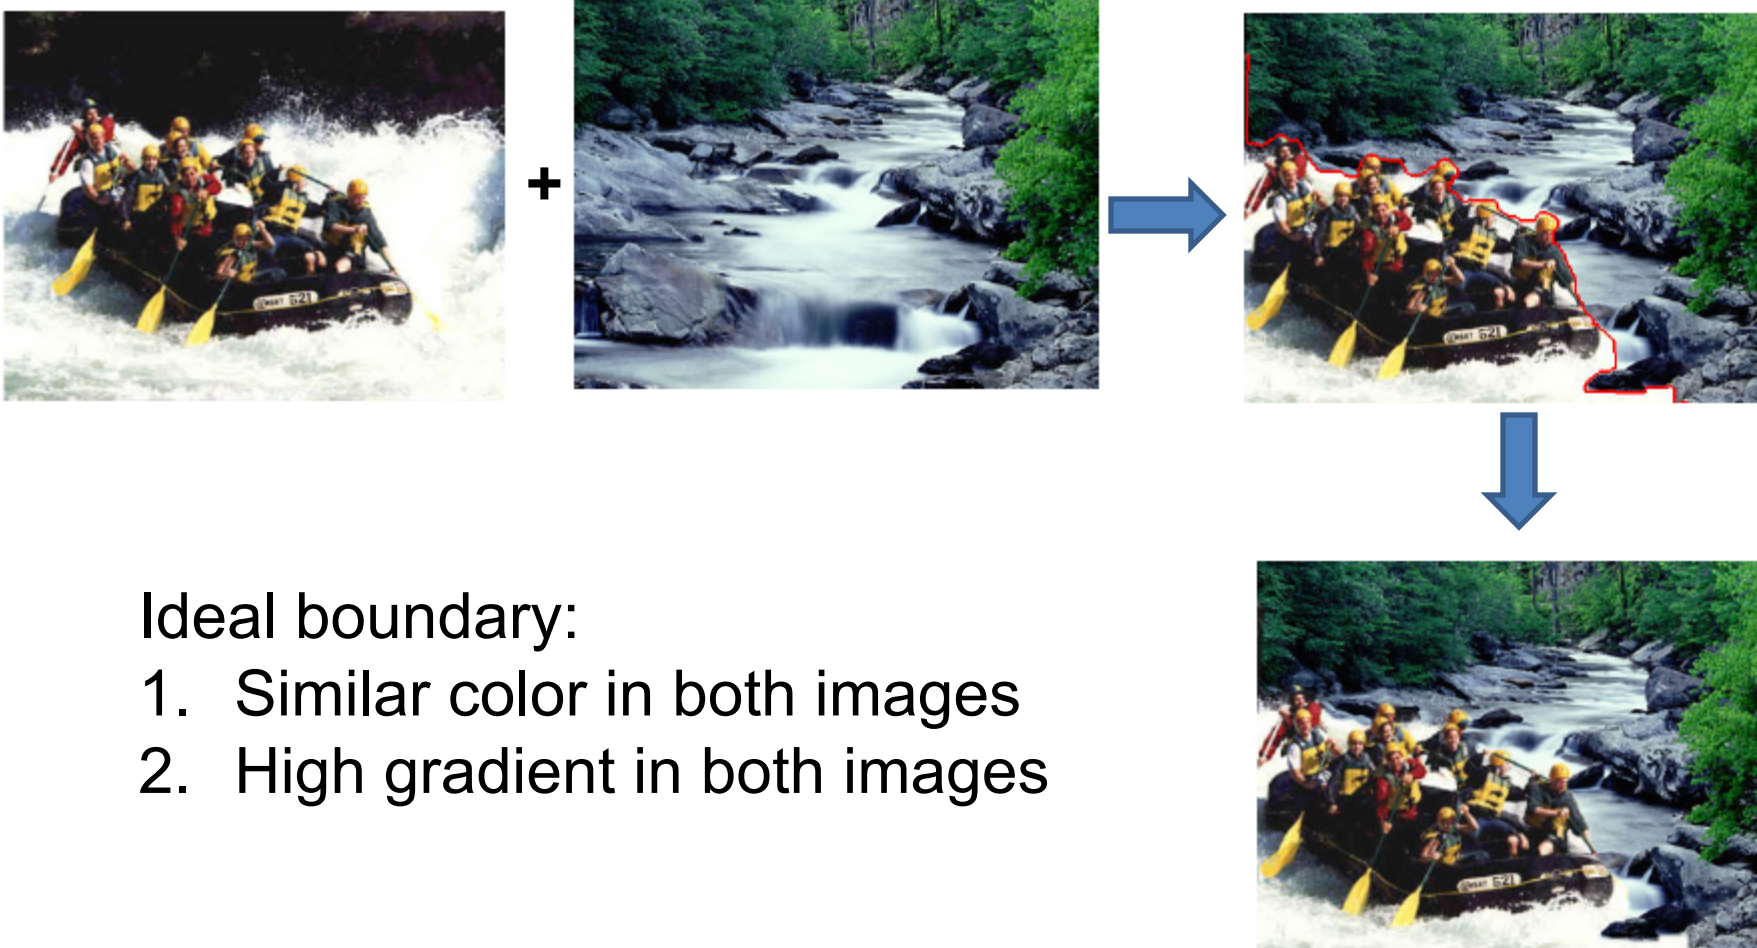 +
Ideal boundary:
1. Similar color in both images
2. High gradient in both images